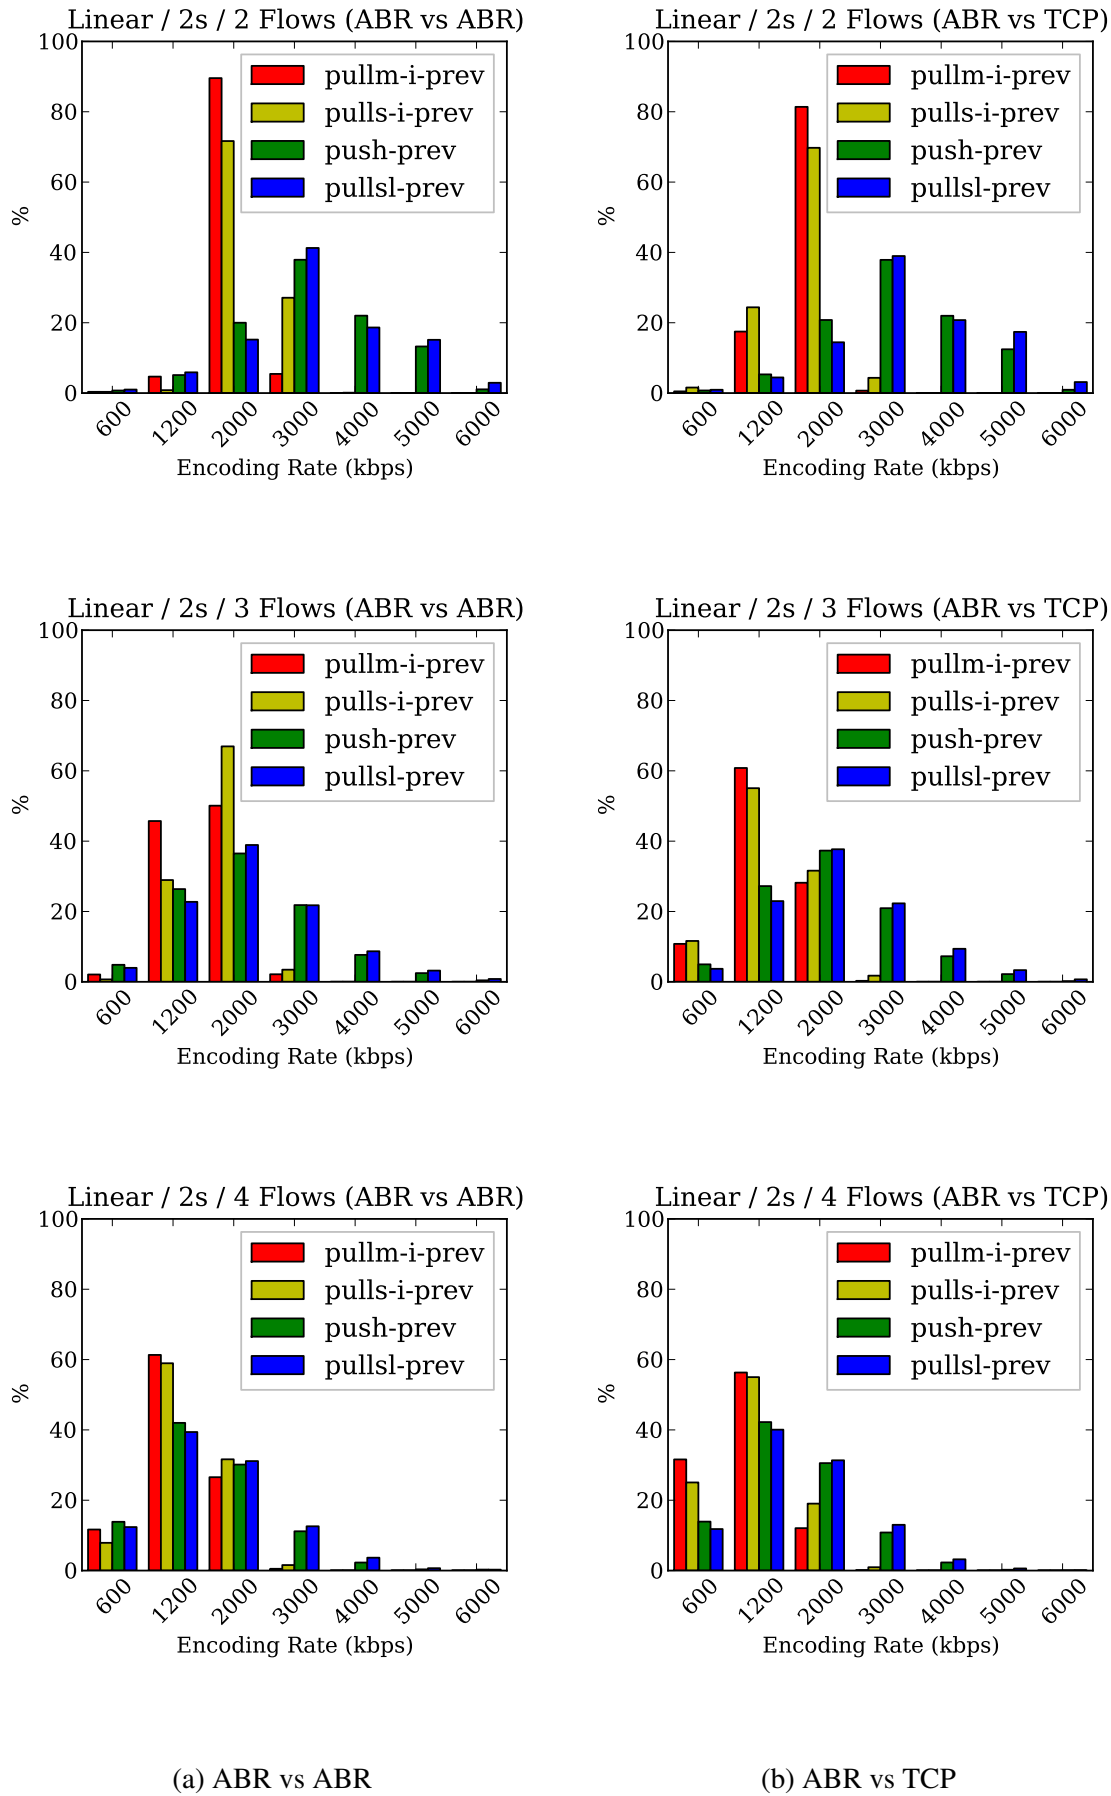 Linear / 2s / 2 Flows (ABR vs ABR)
100
80
60
40
20
0
%
pullm-i-prev
pulls-i-prev
push-prev
pullsl-prev
600 1200 2000 3000 4000 5000 6000
Encoding Rate (kbps)
Linear / 2s / 2 Flows (ABR vs TCP)
100
80
60
40
20
0
%
pullm-i-prev
pulls-i-prev
push-prev
pullsl-prev
600 1200 2000 3000 4000 5000 6000
Encoding Rate (kbps)
Linear / 2s / 3 Flows (ABR vs ABR)
100
80
60
40
20
0
%
pullm-i-prev
pulls-i-prev
push-prev
pullsl-prev
600 1200 2000 3000 4000 5000 6000
Encoding Rate (kbps)
Linear / 2s / 3 Flows (ABR vs TCP)
100
80
60
40
20
0
%
pullm-i-prev
pulls-i-prev
push-prev
pullsl-prev
600 1200 2000 3000 4000 5000 6000
Encoding Rate (kbps)
Linear / 2s / 4 Flows (ABR vs ABR)
100
80
60
40
20
0
%
pullm-i-prev
pulls-i-prev
push-prev
pullsl-prev
600 1200 2000 3000 4000 5000 6000
Encoding Rate (kbps)
Linear / 2s / 4 Flows (ABR vs TCP)
100
80
60
40
20
0
%
pullm-i-prev
pulls-i-prev
push-prev
pullsl-prev
600 1200 2000 3000 4000 5000 6000
Encoding Rate (kbps)
(a) ABR vs ABR
(b) ABR vs TCP